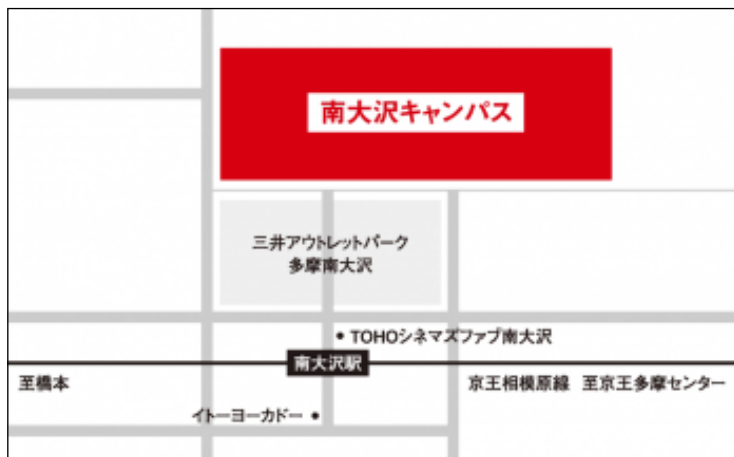 南大沢キャンパス
三井アウトレットパーク
多摩南大沢
TOHOシネマズファブ南大沢
南大沢駅
至橋本
京王相模原線 至京王多摩センター
イトーヨーカドー